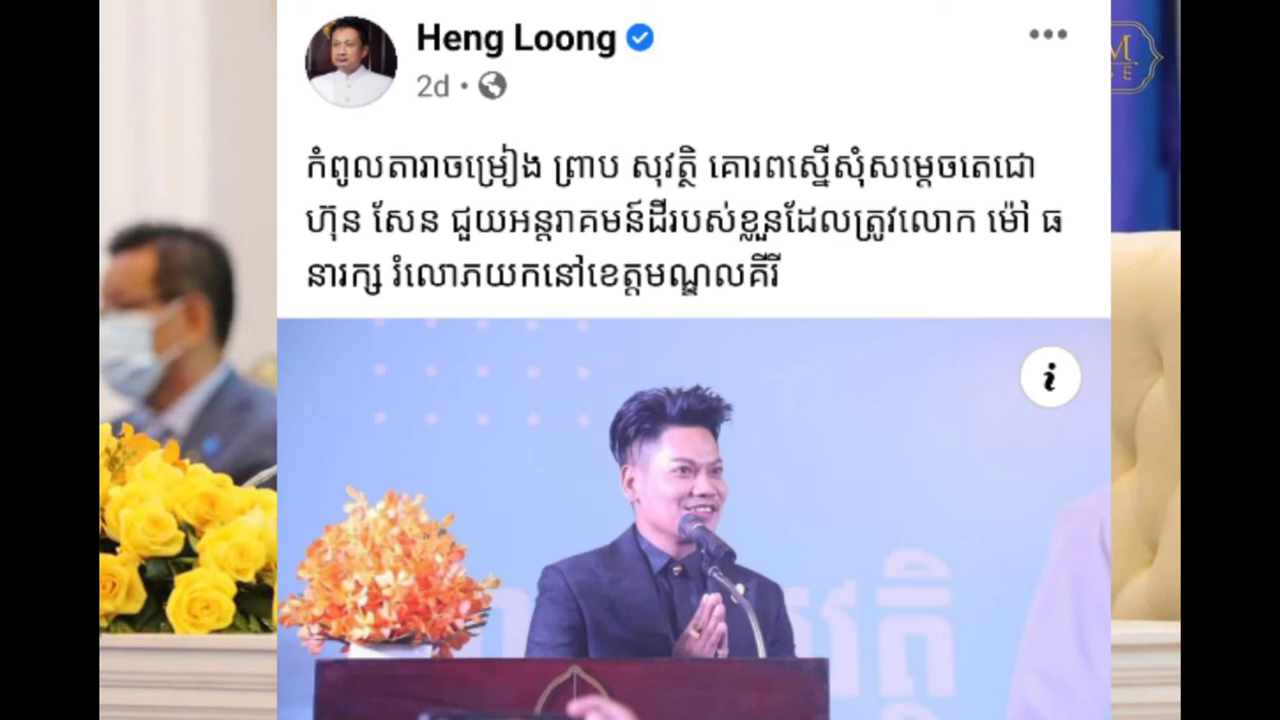 Heng Loong
2d
កំពូលតារាចម្រៀង ព្រាប សុវត្ថិ គោរពស្នើសុំសម្តេចតេជោ
ហ៊ុន សែន ជួយអន្តរាគមន៍ដីរបស់ខ្លួនដែលត្រូវលោក ម៉ៅ ធ
នារក្ស រំលោភយកនៅខេត្តមណ្ឌលគីរី